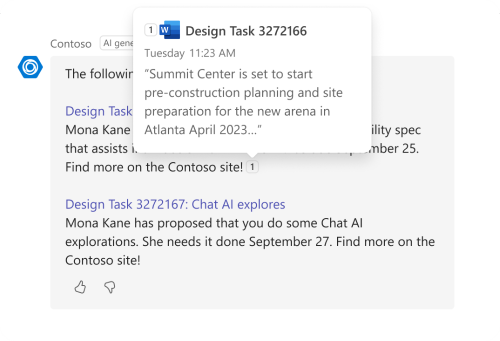 1 W Design Task 3272166
Tuesday 11:23 AM
“Summit Center is set to start
pre-construction planning and site
preparation for the new arena in
Atlanta April 2023...”
Contoso AI gene
The followin
Design Task
Mona Kane ility spec
that assists i mber 25.
Find more on the Contoso site! 1
Design Task 3272167: Chat AI explores
Mona Kane has proposed that you do some Chat AI
explorations. She needs it done September 27. Find more on the
Contoso site!